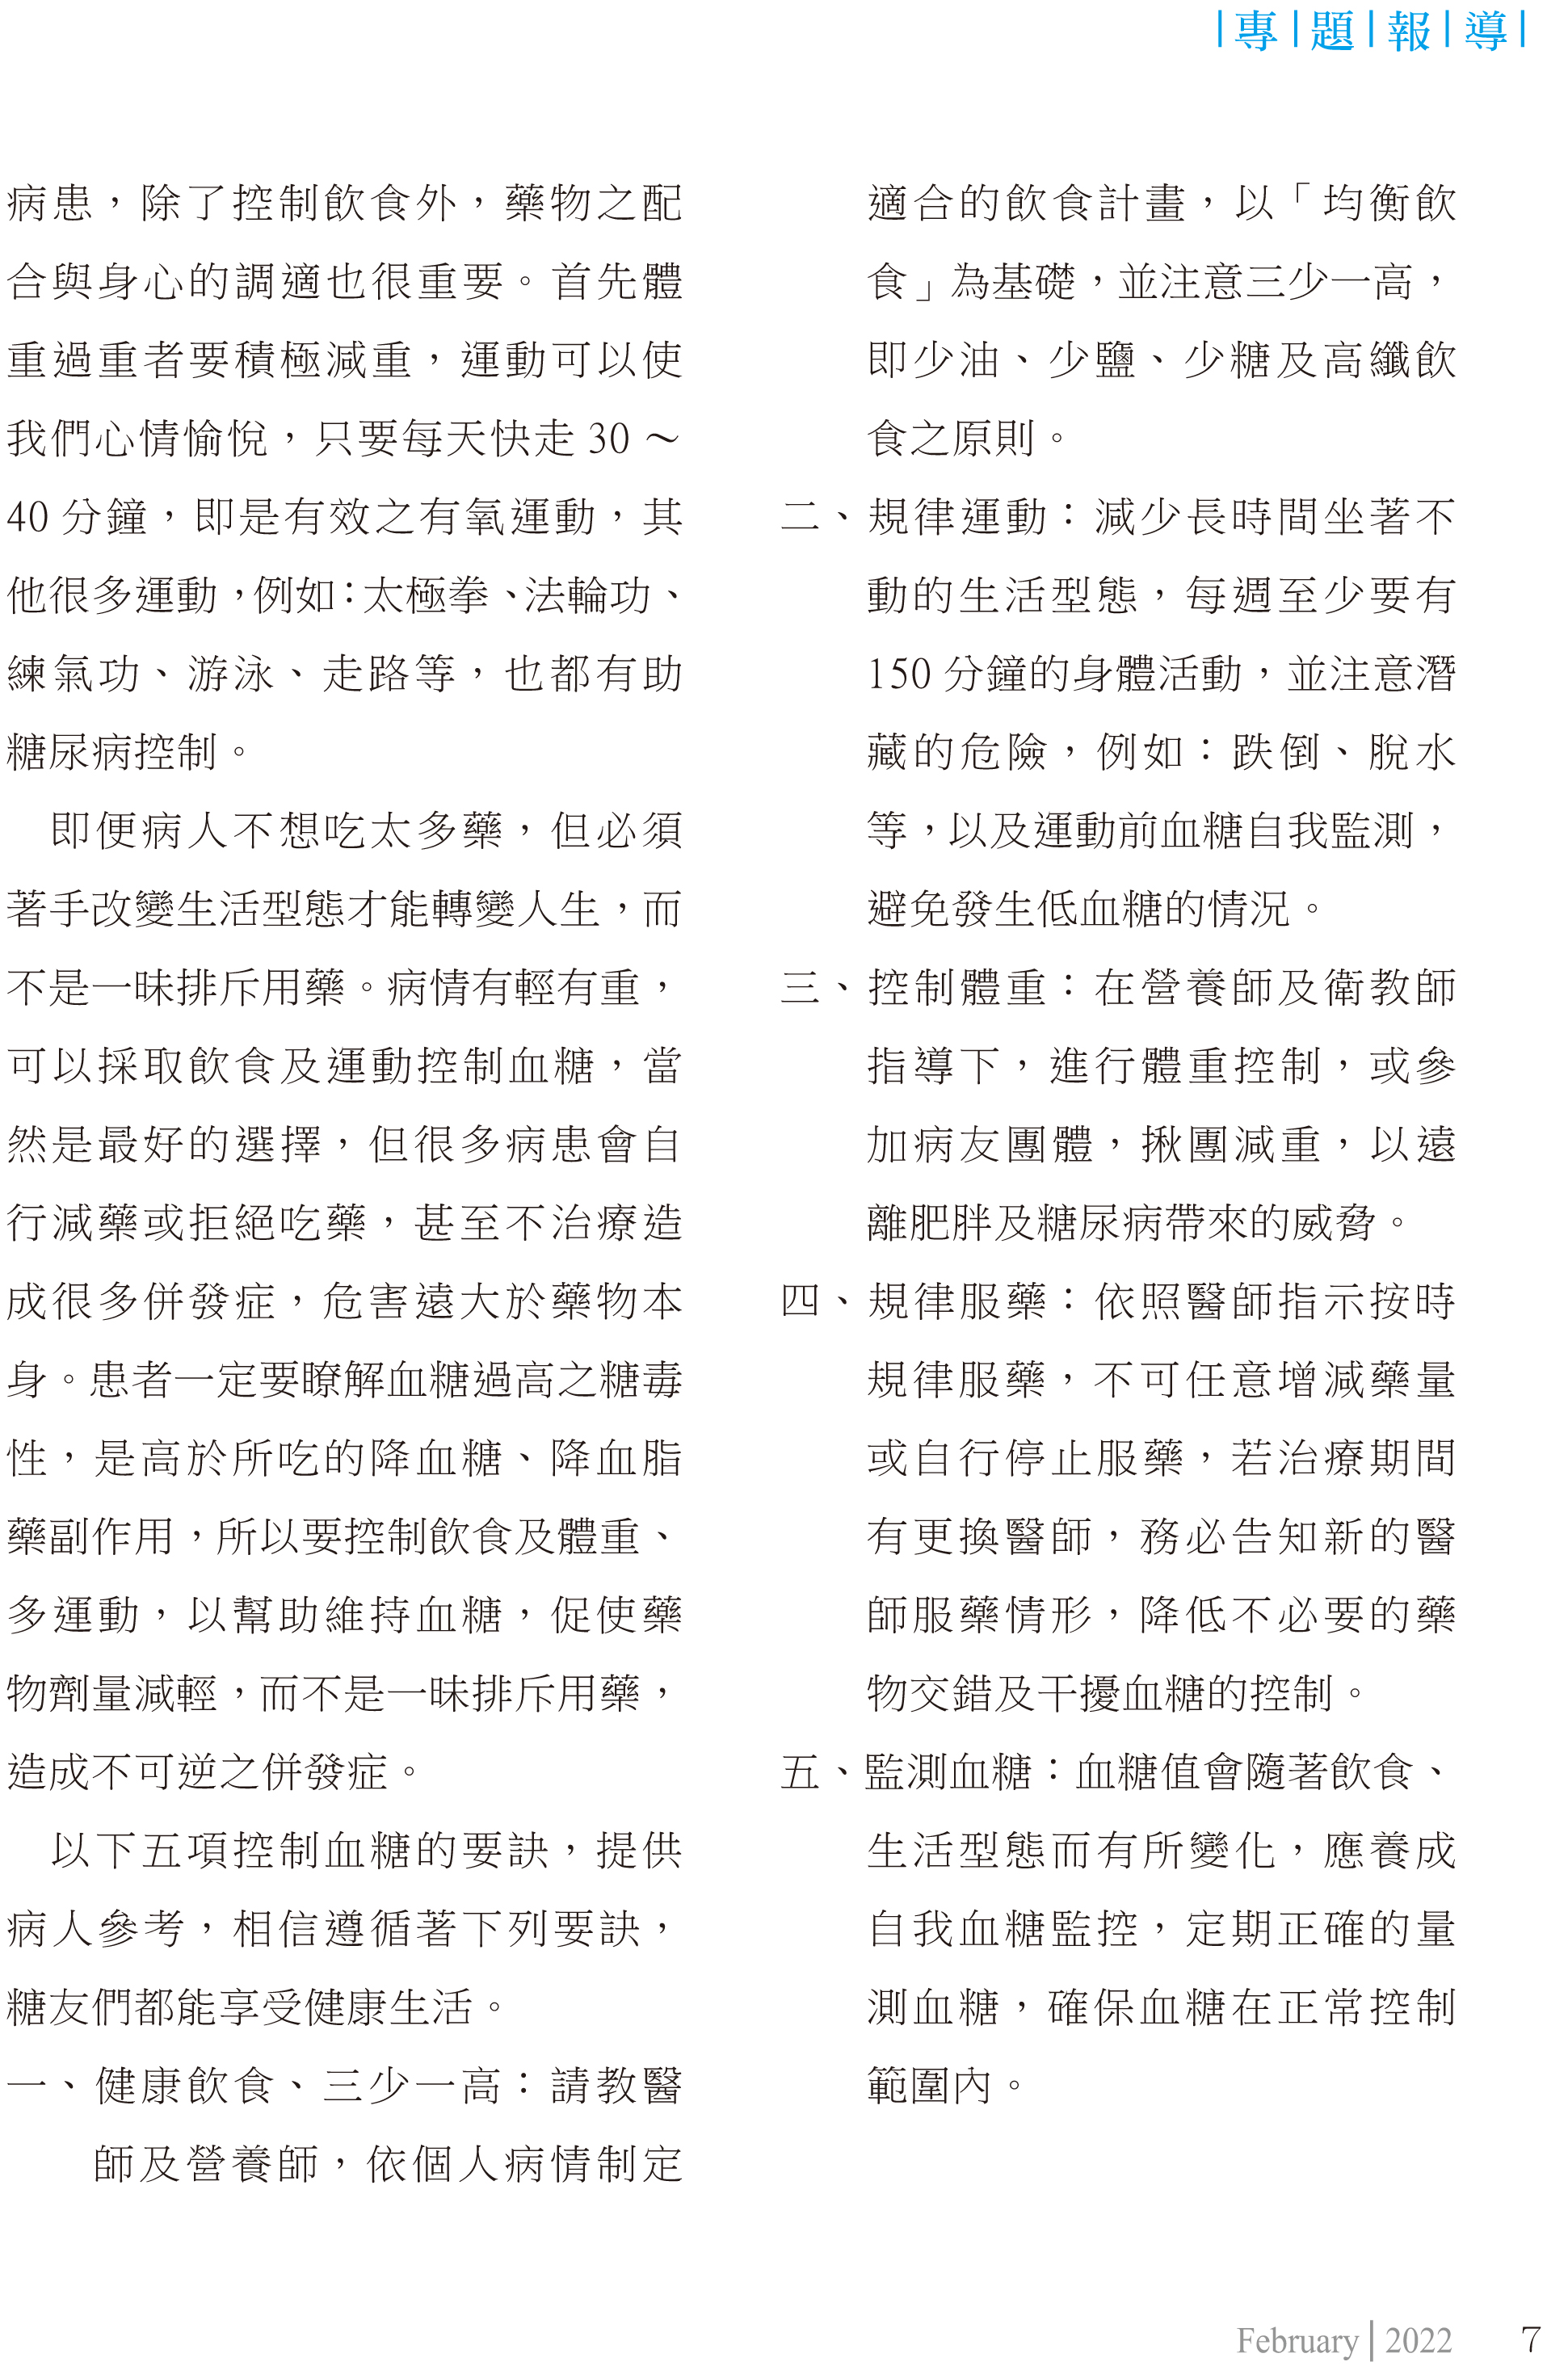 |專|題|報|導|
病患，除了控制飲食外，藥物之配
合與身心的調適也很重要。首先體
重過重者要積極減重，運動可以使
我們心情愉悅，只要每天快走 30 ～
40 分鐘，即是有效之有氧運動，其
他很多運動，例如：太極拳、法輪功、
練氣功、游泳、走路等，也都有助
糖尿病控制。
即便病人不想吃太多藥，但必須
著手改變生活型態才能轉變人生，而
不是一昧排斥用藥。病情有輕有重，
可以採取飲食及運動控制血糖，當
然是最好的選擇，但很多病患會自
行減藥或拒絕吃藥，甚至不治療造
成很多併發症，危害遠大於藥物本
身。患者一定要瞭解血糖過高之糖毒
性，是高於所吃的降血糖、降血脂
藥副作用，所以要控制飲食及體重、
多運動，以幫助維持血糖，促使藥
物劑量減輕，而不是一昧排斥用藥，
造成不可逆之併發症。
以下五項控制血糖的要訣，提供
病人參考，相信遵循著下列要訣，
糖友們都能享受健康生活。
一、健康飲食、三少一高：請教醫
師及營養師，依個人病情制定
適合的飲食計畫，以「均衡飲
食」為基礎，並注意三少一高，
即少油、少鹽、少糖及高纖飲
食之原則。
二、規律運動：減少長時間坐著不
動的生活型態，每週至少要有
150 分鐘的身體活動，並注意潛
藏的危險，例如：跌倒、脫水
等，以及運動前血糖自我監測，
避免發生低血糖的情況。
三、控制體重：在營養師及衛教師
指導下，進行體重控制，或參
加病友團體，揪團減重，以遠
離肥胖及糖尿病帶來的威脅。
四、規律服藥：依照醫師指示按時
規律服藥，不可任意增減藥量
或自行停止服藥，若治療期間
有更換醫師，務必告知新的醫
師服藥情形，降低不必要的藥
物交錯及干擾血糖的控制。
五、監測血糖：血糖值會隨著飲食、
生活型態而有所變化，應養成
自我血糖監控，定期正確的量
測血糖，確保血糖在正常控制
範圍內。
February | 2022 7